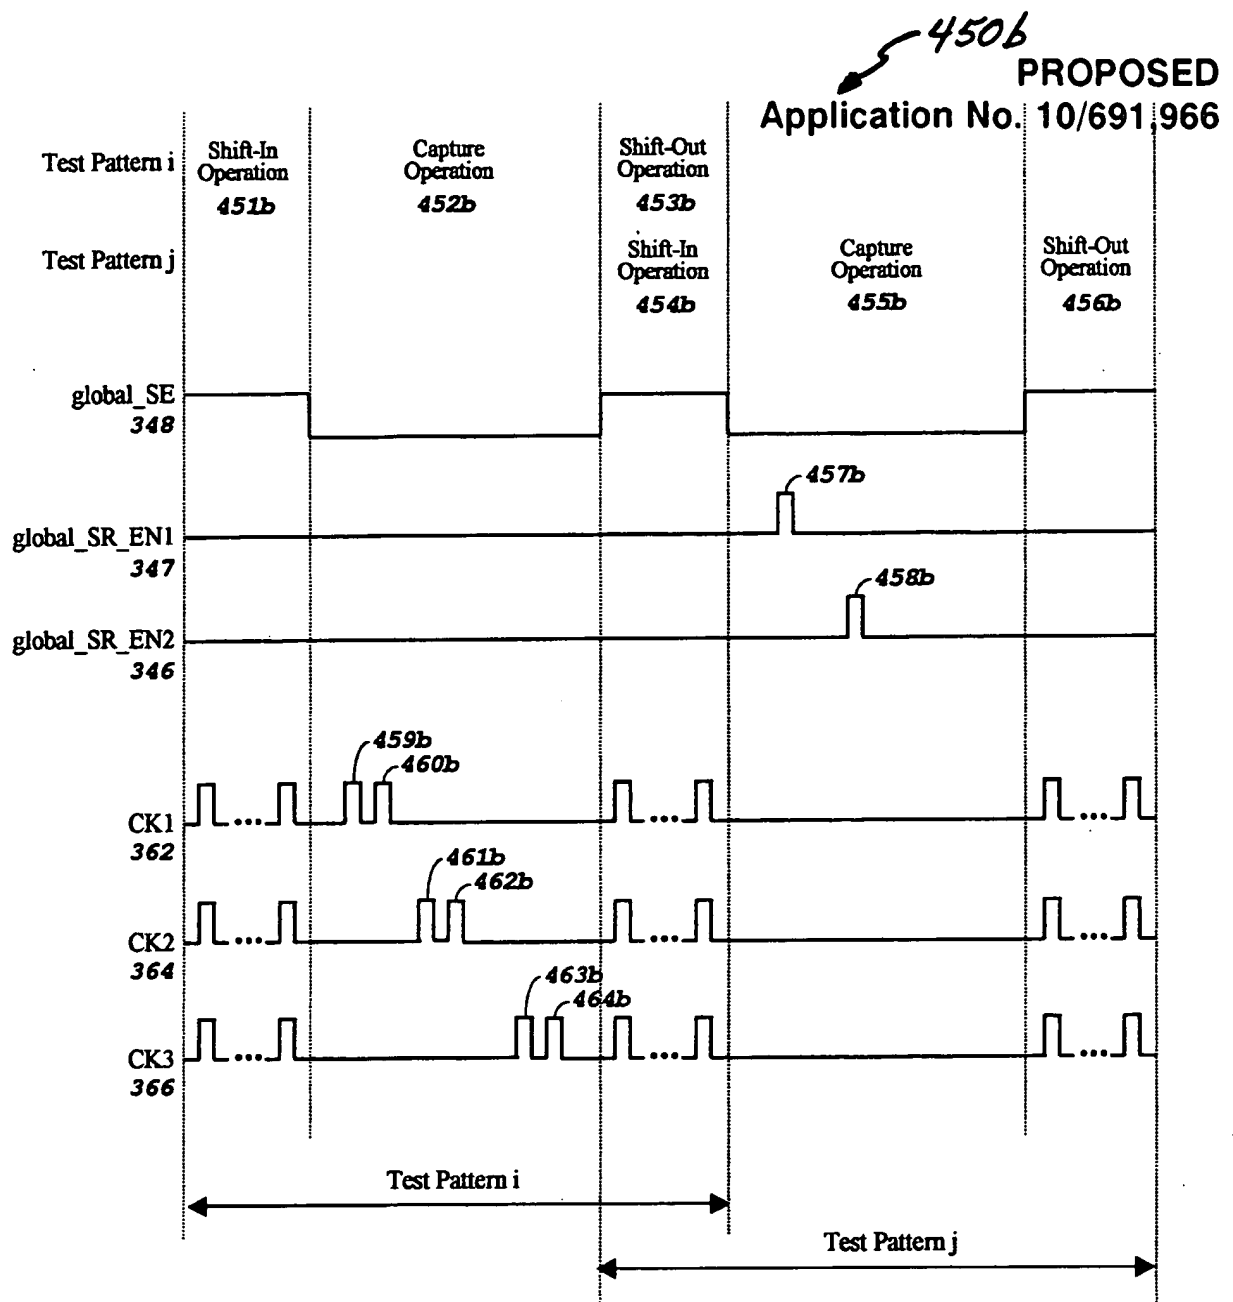 450b
PROPOSED
Application No. 10/691,966
Test Pattern i
Shift-In
Operation
451b
Capture
Operation
452b
Shift-Out
Operation
453b
Test Pattern j
Shift-In
Operation
454b
Capture
Operation
455b
Shift-Out
Operation
456b
global_SE
348
457b
global_SR_EN1
347
458b
global_SR_EN2
346
459b
460b
CK1
362
461b
462b
CK2
364
463b
464b
CK3
366
Test Pattern i
Test Pattern j